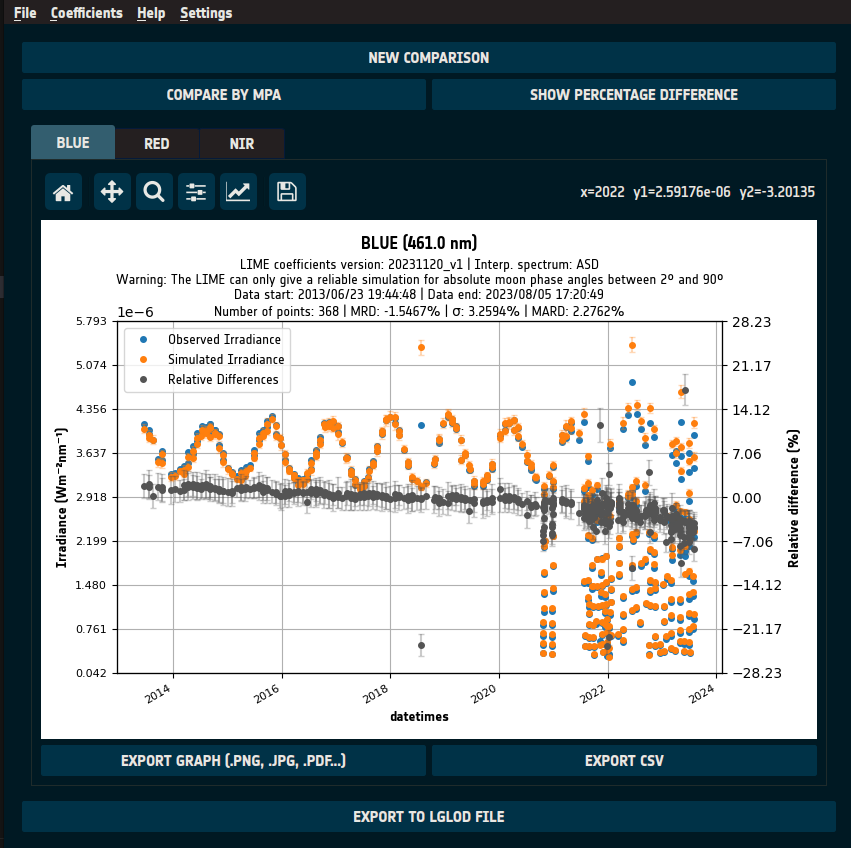 File Coefficients Help Settings
NEW COMPARISON
COMPARE BY MPA SHOW PERCENTAGE DIFFERENCE
BLUE RED NIR
x=2022 y1=2.59176e-06 y2=-3.20135
BLUE (461.0 nm)
LIME coefficients version: 20231120_v1 | Interp. spectrum: ASD
Warning: The LIME can only give a reliable simulation for absolute moon phase angles between 2º and 90º
Data start: 2013/06/23 19:44:48 | Data end: 2023/08/05 17:20:49
Number of points: 368 | MRD: -1.5467% | σ: 3.2594% | MARD: 2.2762%
1e−6
5.793 28.23
Observed Irradiance
Simulated Irradiance
5.074 21.17
Relative Differences
4.356 14.12
3.637 7.06
2.918 0.00
2.199 −7.06
1.480 −14.12
0.761 −21.17
0.042 −28.23
Irradiance (Wm⁻²nm⁻¹)
Relative difference (%)
2014 2016 2018 2020 2022 2024
datetimes
EXPORT GRAPH (.PNG, .JPG, .PDF...) EXPORT CSV
EXPORT TO LGLOD FILE